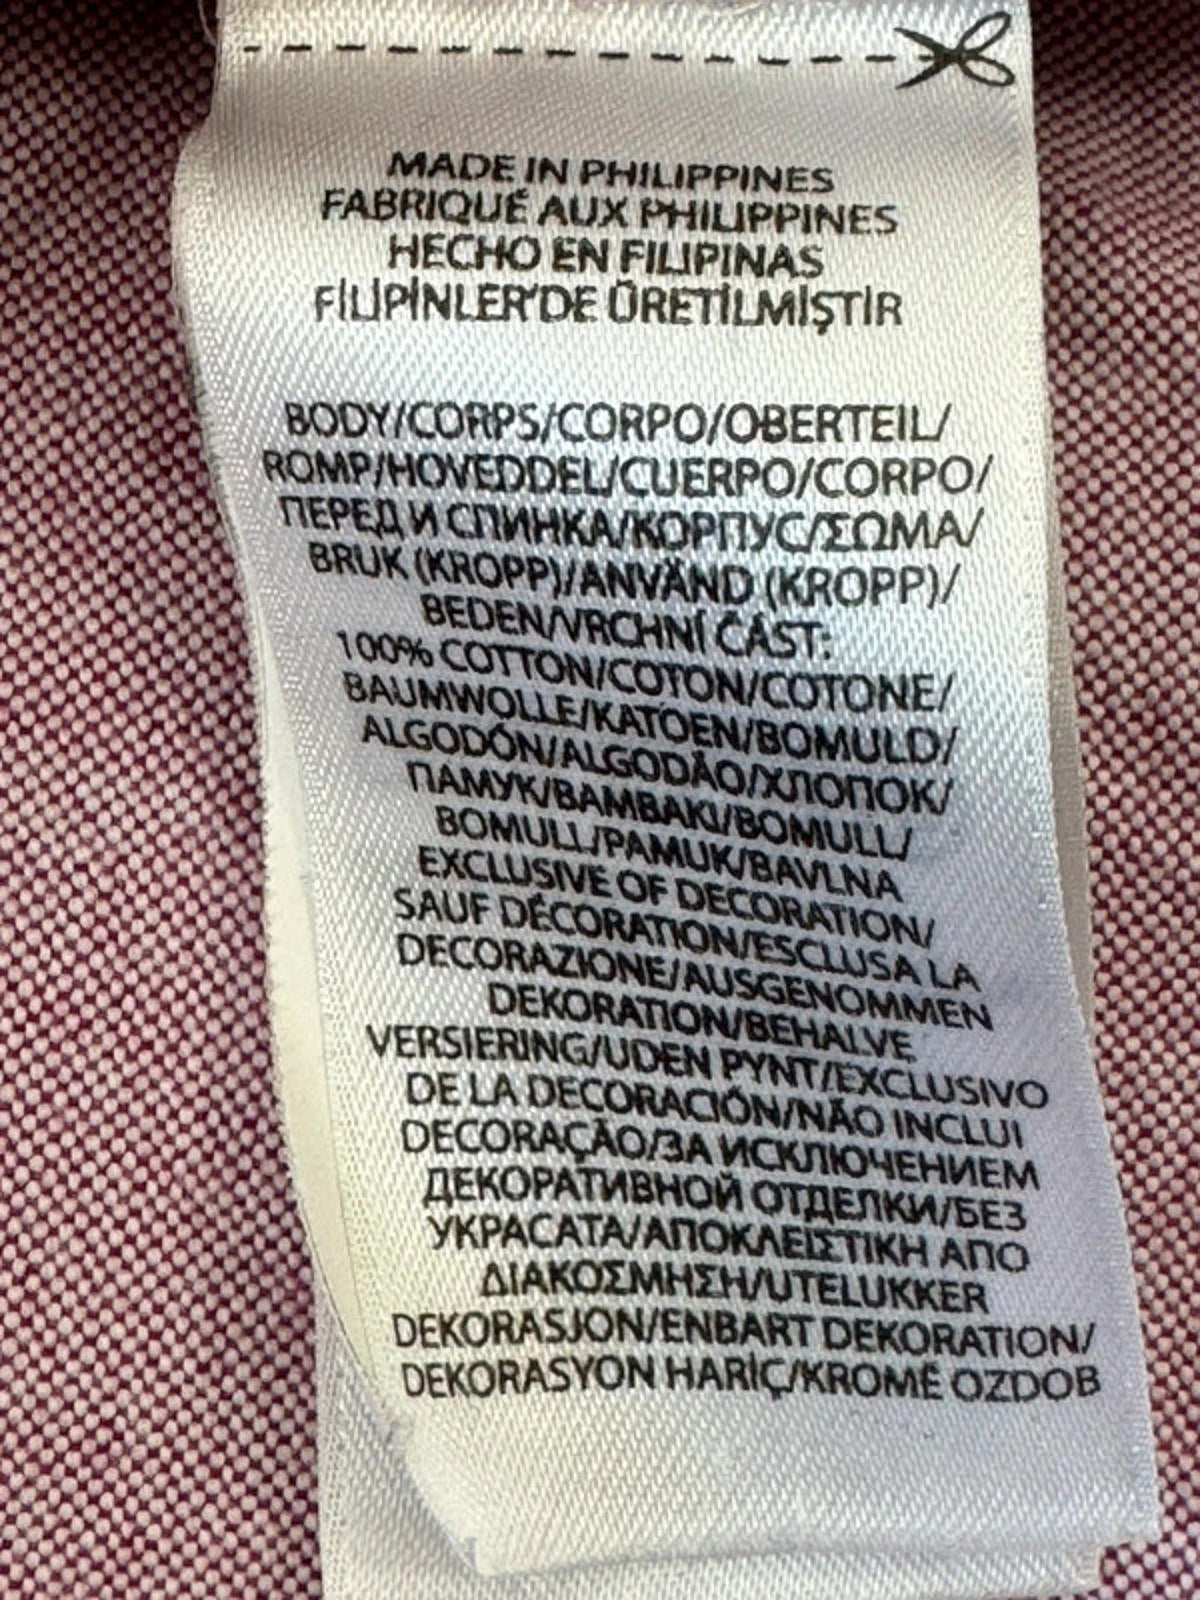 MADE IN PHILIPPINES
FABRIQUÉ AUX PHILIPPINES
HECHO EN FILIPINAS
FİLİPİNLER'DE ÜRETİLMİŞTİR
BODY/CORPS/CORPO/OBERTEIL/
ROMP/HOVEDDEL/CUERPO/CORPO/
ПЕРЕД И СПИНКА/КОРПУС/ΣΩΜΑ/
BRUK (KROPP)/ANVÄND (KROPP)/
BEDEN/VRCHNÍ ČÁST:
100% COTTON/COTON/COTONE/
BAUMWOLLE/KATOEN/BOMULD/
ALGODÓN/ALGODÃO/ХЛОПОК/
ПАМУК/ΒΑΜΒΑΚΙ/BOMULL/
BOMULL/PAMUK/BAVLNA
EXCLUSIVE OF DECORATION/
SAUF DÉCORATION/ESCLUSA LA
DECORAZIONE/AUSGENOMMEN
DEKORATION/BEHALVE
VERSIERING/UDEN PYNT/EXCLUSIVO
DE LA DECORACIÓN/NÃO INCLUI
DECORAÇÃO/ЗА ИСКЛЮЧЕНИЕМ
ДЕКОРАТИВНОЙ ОТДЕЛКИ/БЕЗ
УКРАСАТА/ΑΠΟΚΛΕΙΣΤΙΚΗ ΑΠΟ
ΔΙΑΚΟΣΜΗΣΗ/UTELUKKER
DEKORASJON/ENBART DEKORATION/
DEKORASYON HARİÇ/KROMĚ OZDOB